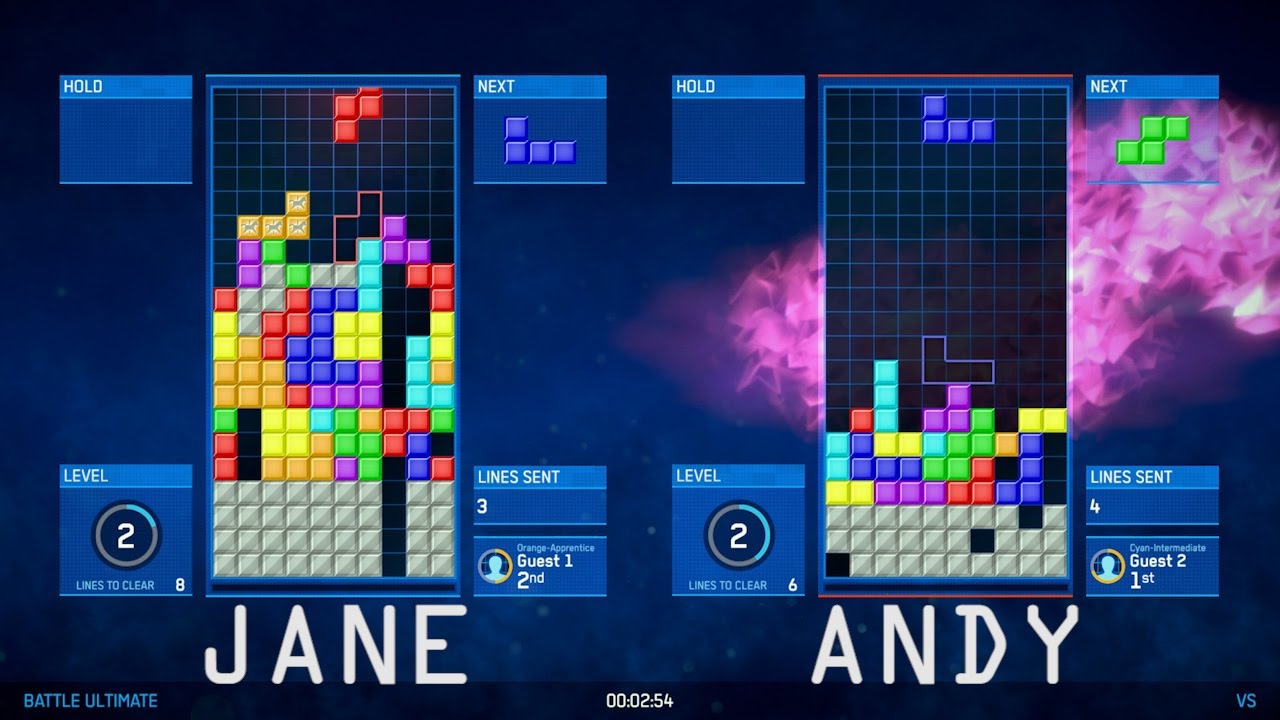 HOLD
NEXT
HOLD
NEXT
LEVEL
2
LINES TO CLEAR 8
LINES SENT
3
Orange-Apprentice
Guest 1
2nd
LEVEL
2
LINES TO CLEAR 6
LINES SENT
4
Cyan-Intermediate
Guest 2
1st
JANE
ANDY
BATTLE ULTIMATE
00:02:54
VS